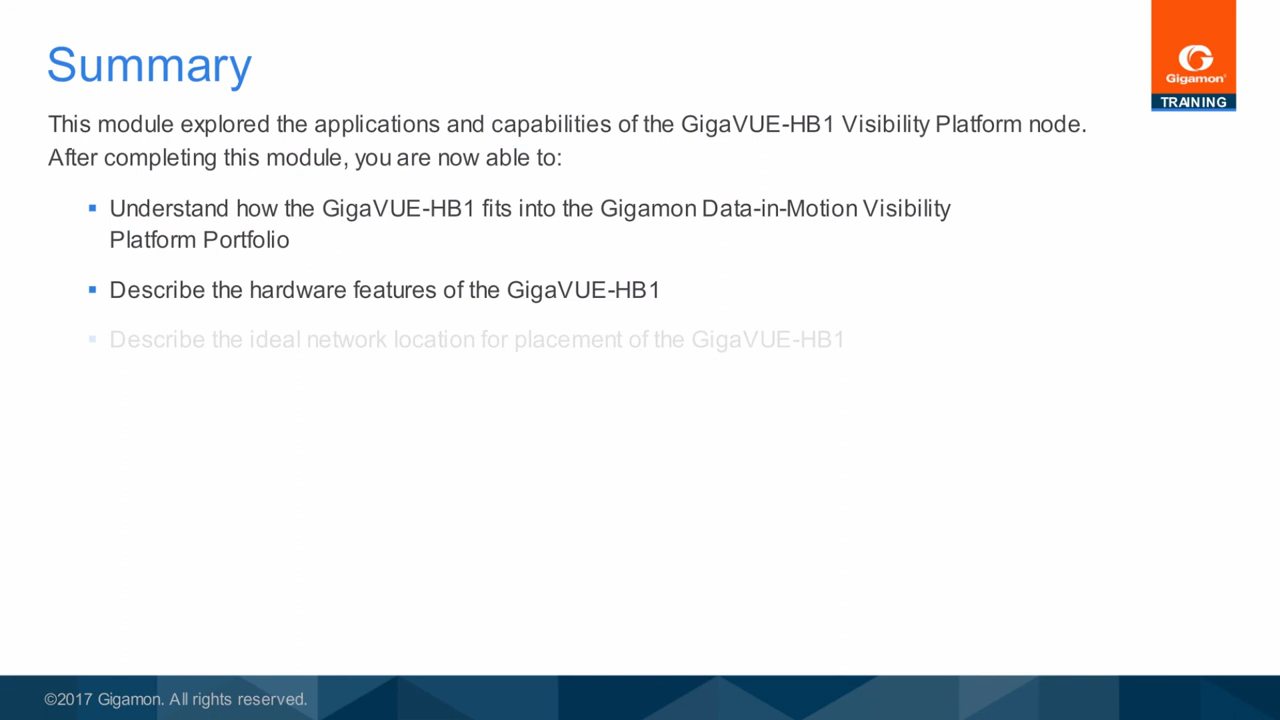 Summary
Gigamon
TRAINING
This module explored the applications and capabilities of the GigaVUE-HB1 Visibility Platform node.
After completing this module, you are now able to:
Understand how the GigaVUE-HB1 fits into the Gigamon Data-in-Motion Visibility
Platform Portfolio
Describe the hardware features of the GigaVUE-HB1
Describe the ideal network location for placement of the GigaVUE-HB1
©2017 Gigamon. All rights reserved.